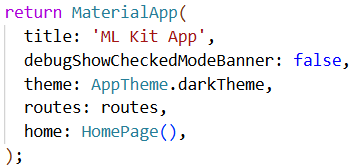 return MaterialApp(
  title: 'ML Kit App',
  debugShowCheckedModeBanner: false,
  theme: AppTheme.darkTheme,
  routes: routes,
  home: HomePage(),
);